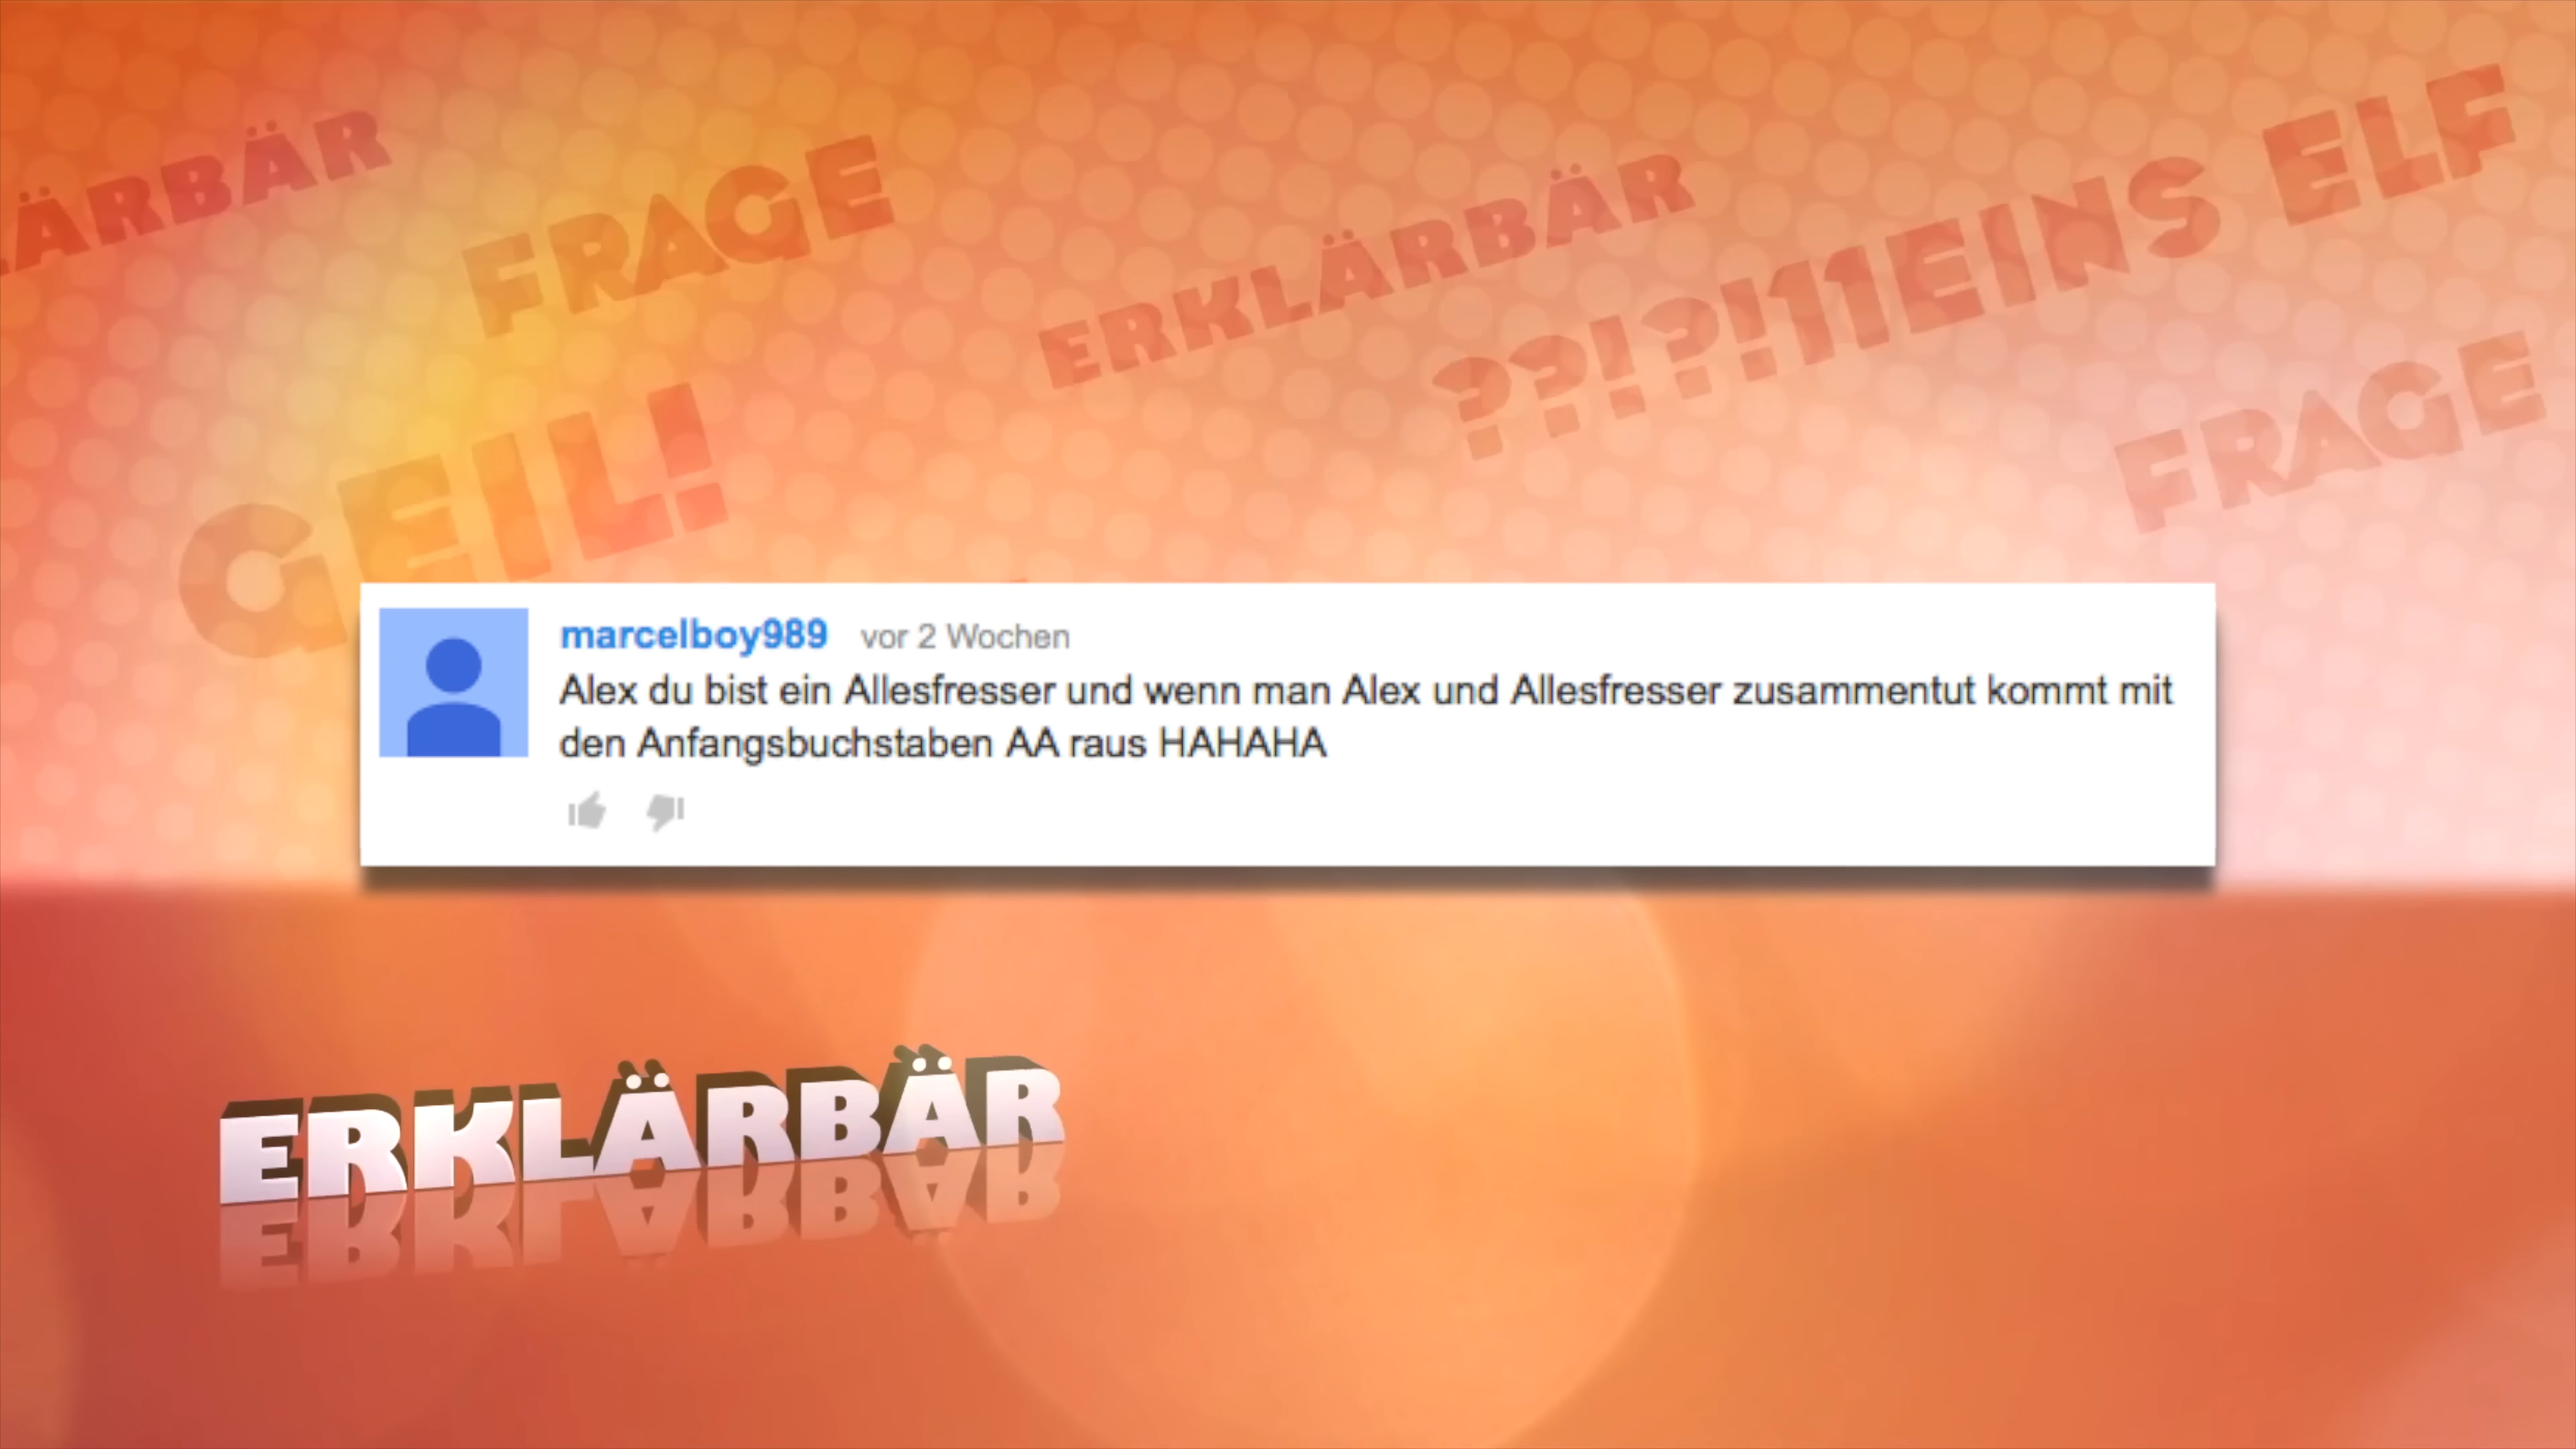 ÄRBÄR
FRAGE
ERKLÄRBÄR
??!?!11EINS ELF
FRAGE
GEIL!
marcelboy989 vor 2 Wochen
Alex du bist ein Allesfresser und wenn man Alex und Allesfresser zusammentut kommt mit
den Anfangsbuchstaben AA raus HAHAHA
ERKLÄRBÄR